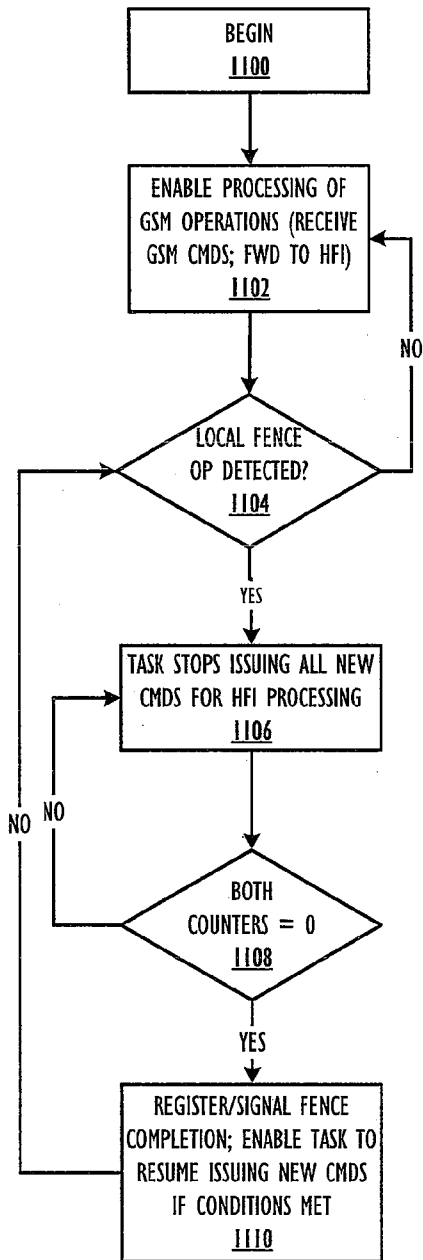 BEGIN
1100
ENABLE PROCESSING OF
GSM OPERATIONS (RECEIVE
GSM CMDS; FWD TO HFI)
1102
NO
LOCAL FENCE
OP DETECTED?
1104
YES
TASK STOPS ISSUING ALL NEW
CMDS FOR HFI PROCESSING
1106
NO
NO
BOTH
COUNTERS = 0
1108
YES
REGISTER/SIGNAL FENCE
COMPLETION; ENABLE TASK TO
RESUME ISSUING NEW CMDS
IF CONDITIONS MET
1110